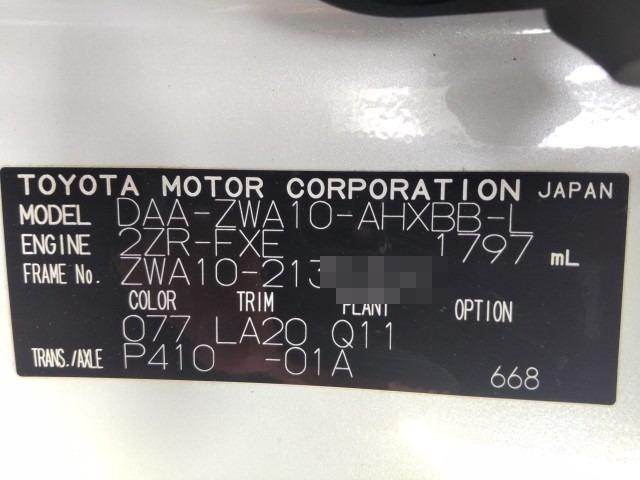 TOYOTA MOTOR CORPORATION JAPAN
MODEL DAA-ZWA10-AHXBB-L
ENGINE 2ZR-FXE 1797 mL
FRAME No. ZWA10-213
COLOR TRIM PLANT OPTION
077 LA20 Q11
TRANS./AXLE P410 -01A
668